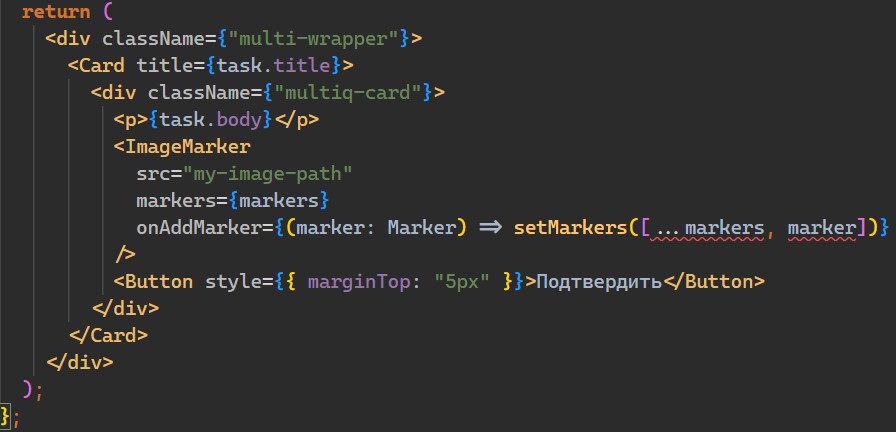 return (
<div className={"multi-wrapper"}>
<Card title={task.title}>
<div className={"multiq-card"}>
<p>{task.body}</p>
<ImageMarker
src="my-image-path"
markers={markers}
onAddMarker={(marker: Marker) => setMarkers([...markers, marker])}
/>
<Button style={{ marginTop: "5px" }}>Подтвердить</Button>
</div>
</Card>
</div>
);
};